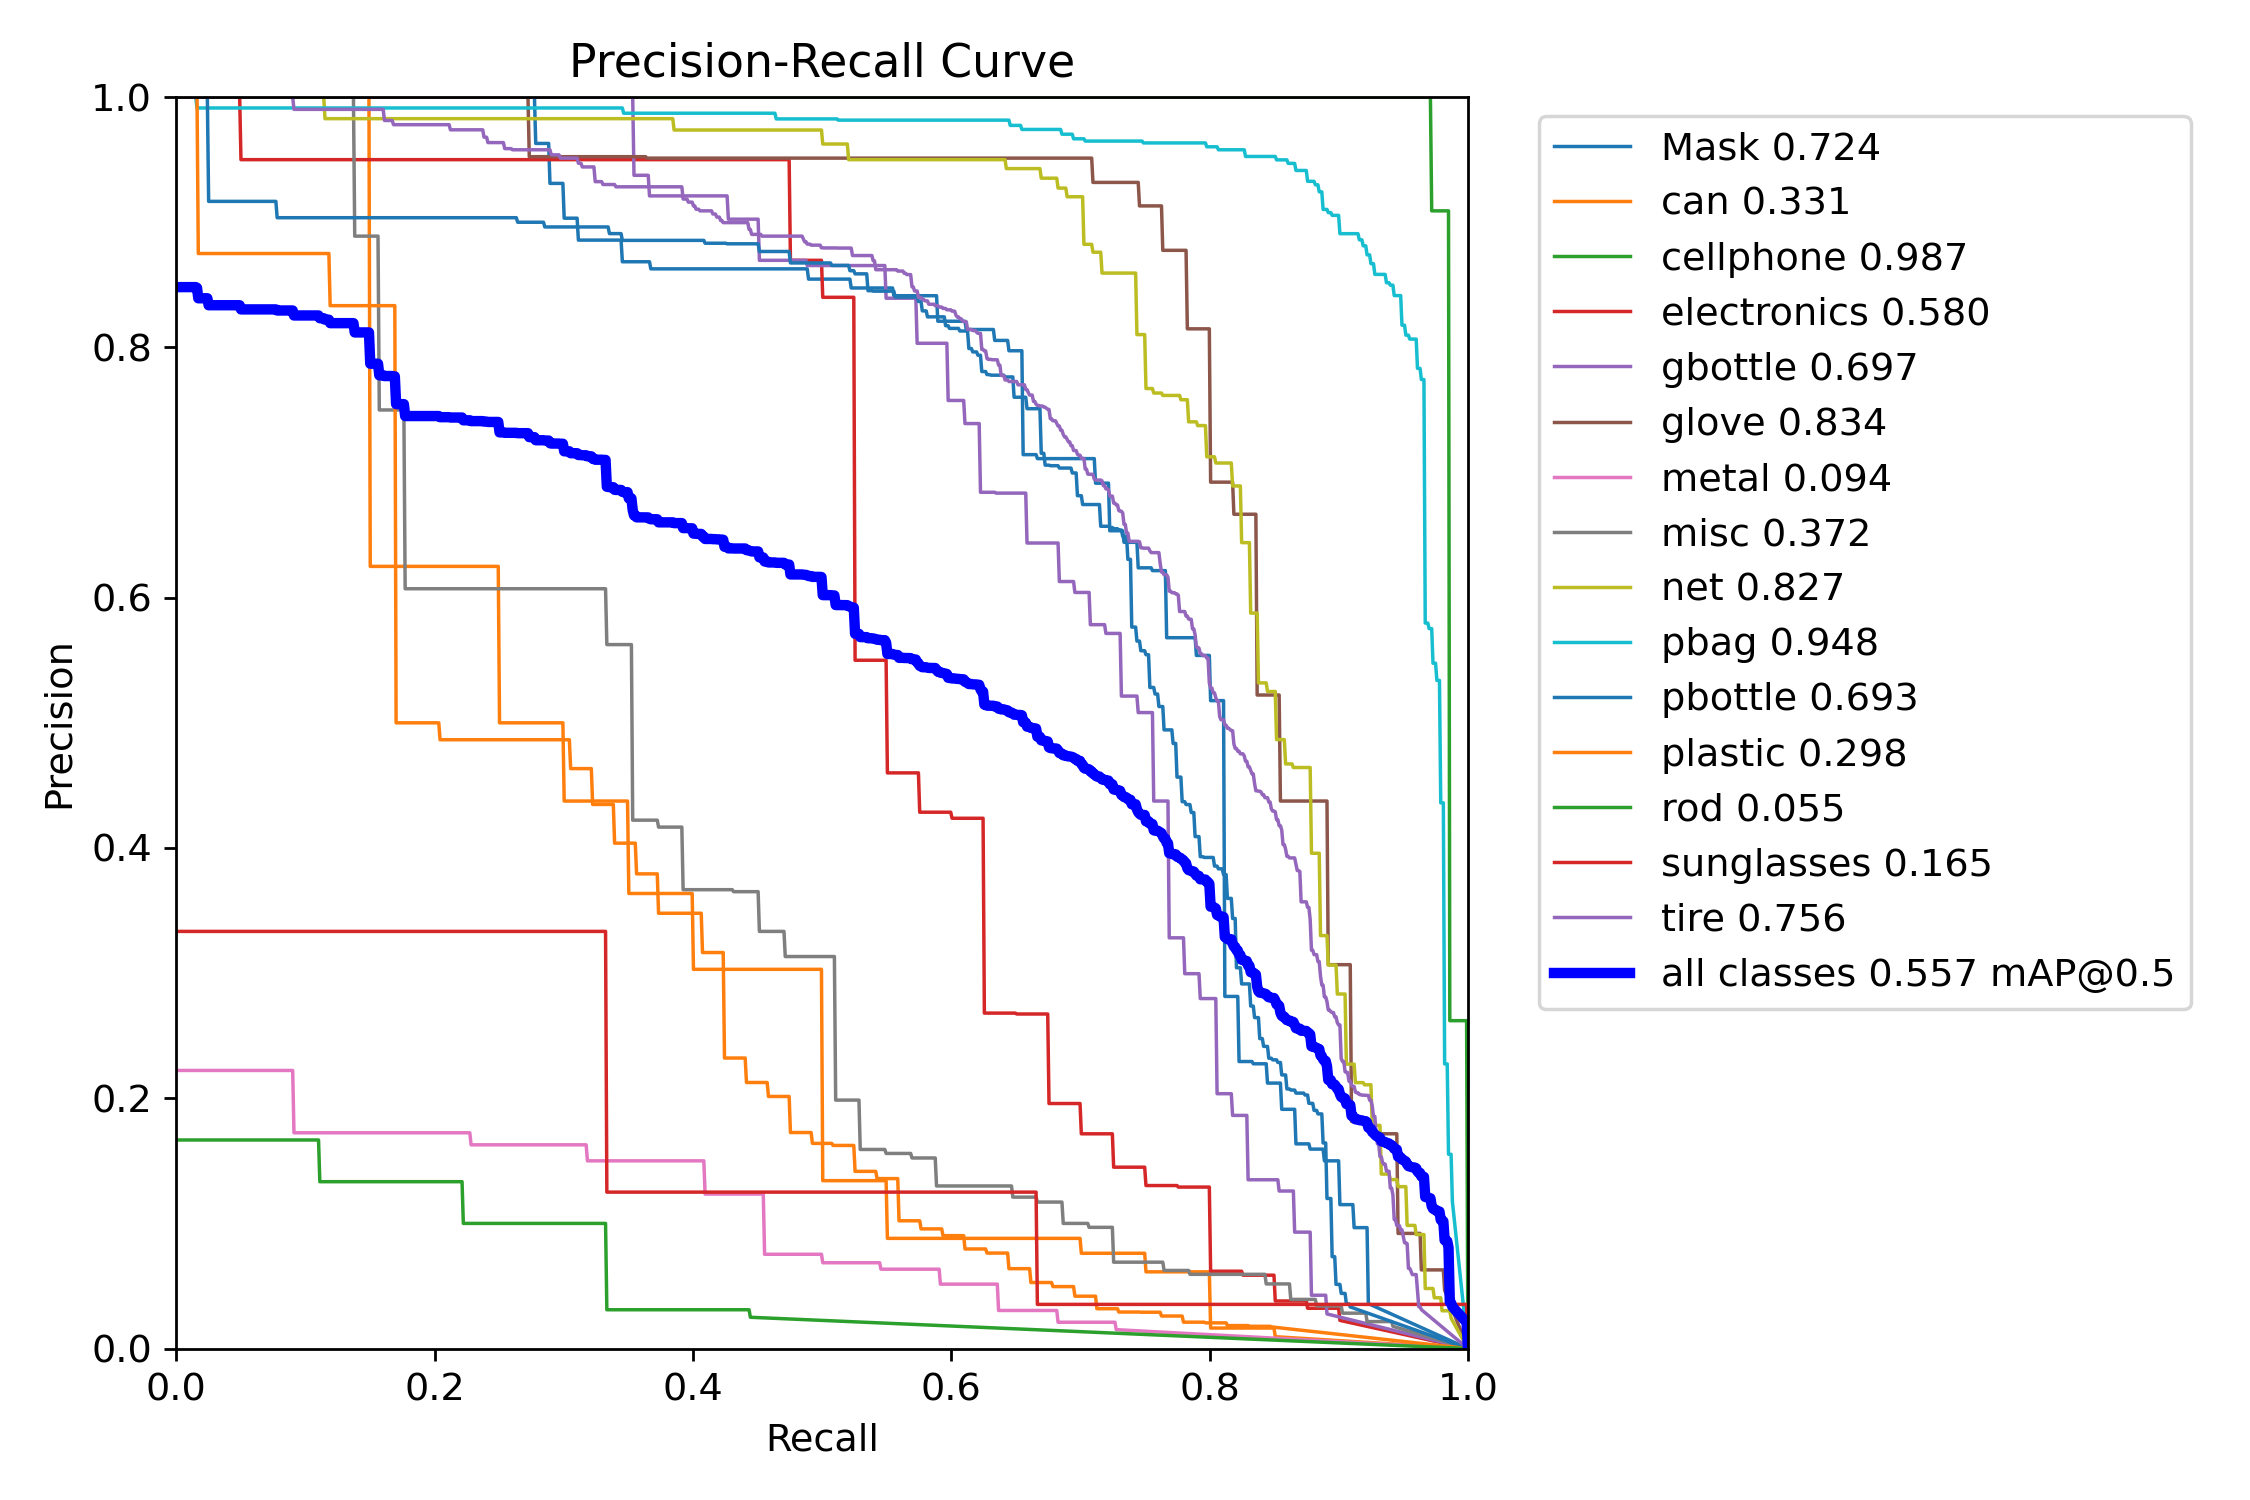 Precision-Recall Curve
1.0
0.8
0.6
0.4
0.2
0.0
Precision
0.0 0.2 0.4 0.6 0.8 1.0
Recall
Mask 0.724
can 0.331
cellphone 0.987
electronics 0.580
gbottle 0.697
glove 0.834
metal 0.094
misc 0.372
net 0.827
pbag 0.948
pbottle 0.693
plastic 0.298
rod 0.055
sunglasses 0.165
tire 0.756
all classes 0.557 mAP@0.5